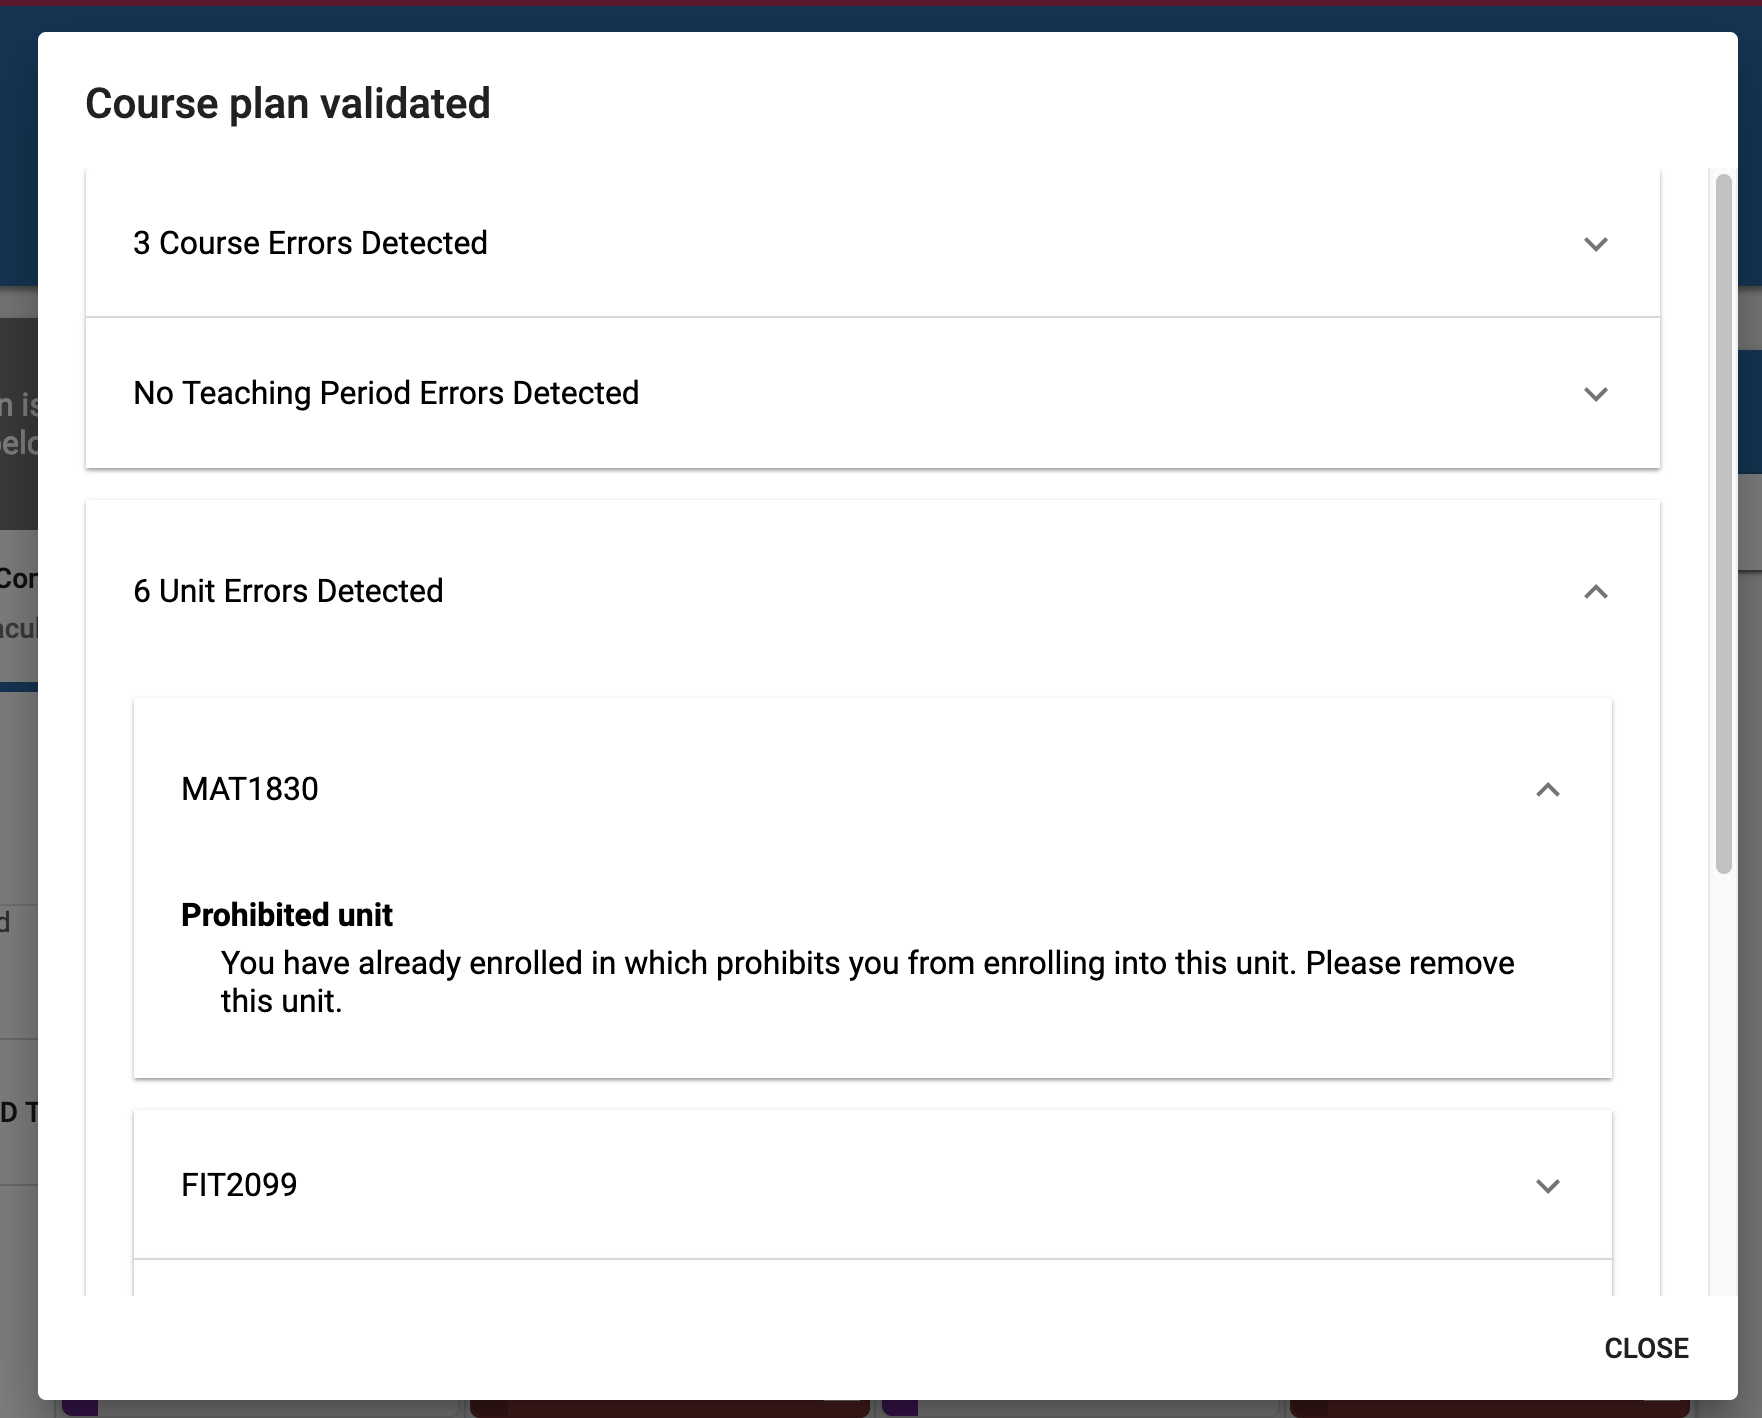 Course plan validated
3 Course Errors Detected
No Teaching Period Errors Detected
6 Unit Errors Detected
MAT1830
Prohibited unit
You have already enrolled in which prohibits you from enrolling into this unit. Please remove
this unit.
FIT2099
CLOSE